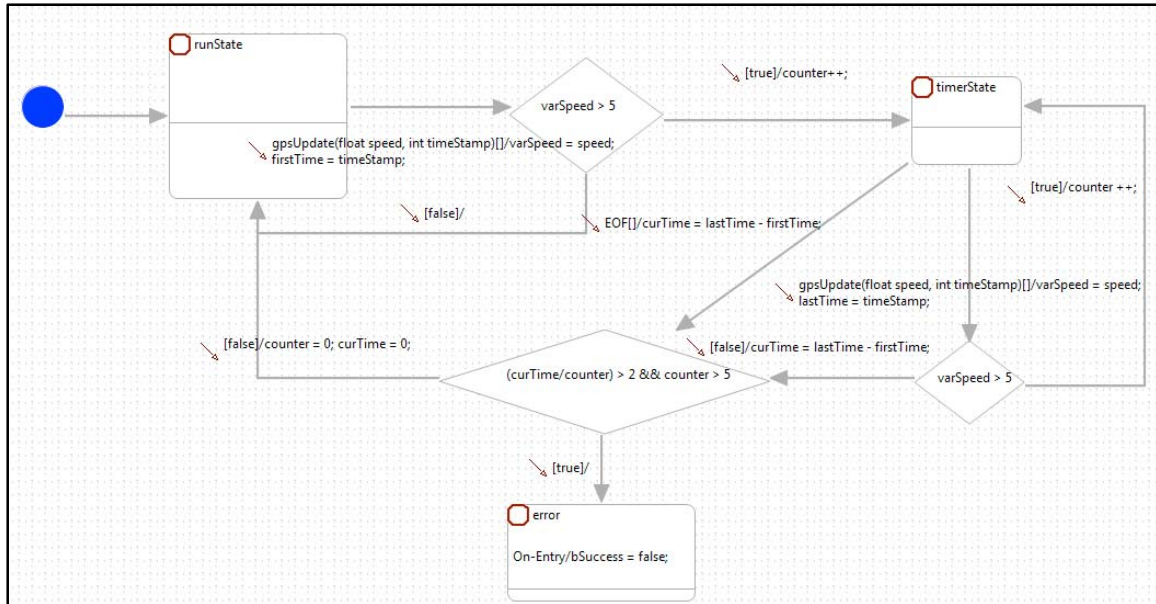 runState
varSpeed > 5
[true]/counter++;
timerState
gpsUpdate(float speed, int timeStamp)[]/varSpeed = speed;
firstTime = timeStamp;
[true]/counter ++;
[false]/
EOF[]/curTime = lastTime - firstTime;
gpsUpdate(float speed, int timeStamp)[]/varSpeed = speed;
lastTime = timeStamp;
[false]/counter = 0; curTime = 0;
[false]/curTime = lastTime - firstTime;
(curTime/counter) > 2 && counter > 5
varSpeed > 5
[true]/
error
On-Entry/bSuccess = false;